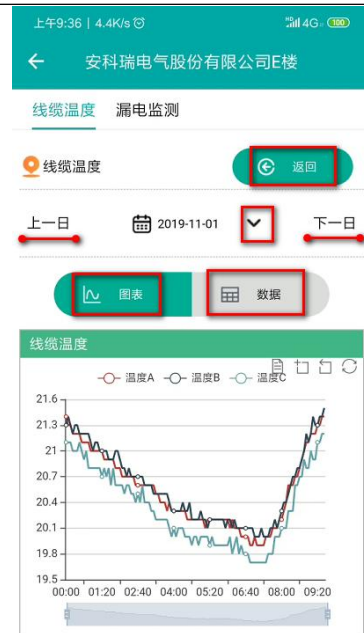 上午9:36 | 4.4K/s
4G 100
安科瑞电气股份有限公司E楼
线缆温度 漏电监测
线缆温度 返回
上一日 2019-11-01 下一日
图表 数据
线缆温度
温度A 温度B 温度C
21.6
21.3
21
20.7
20.4
20.1
19.8
19.5
00:00 01:20 02:40 04:00 05:20 06:40 08:00 09:20